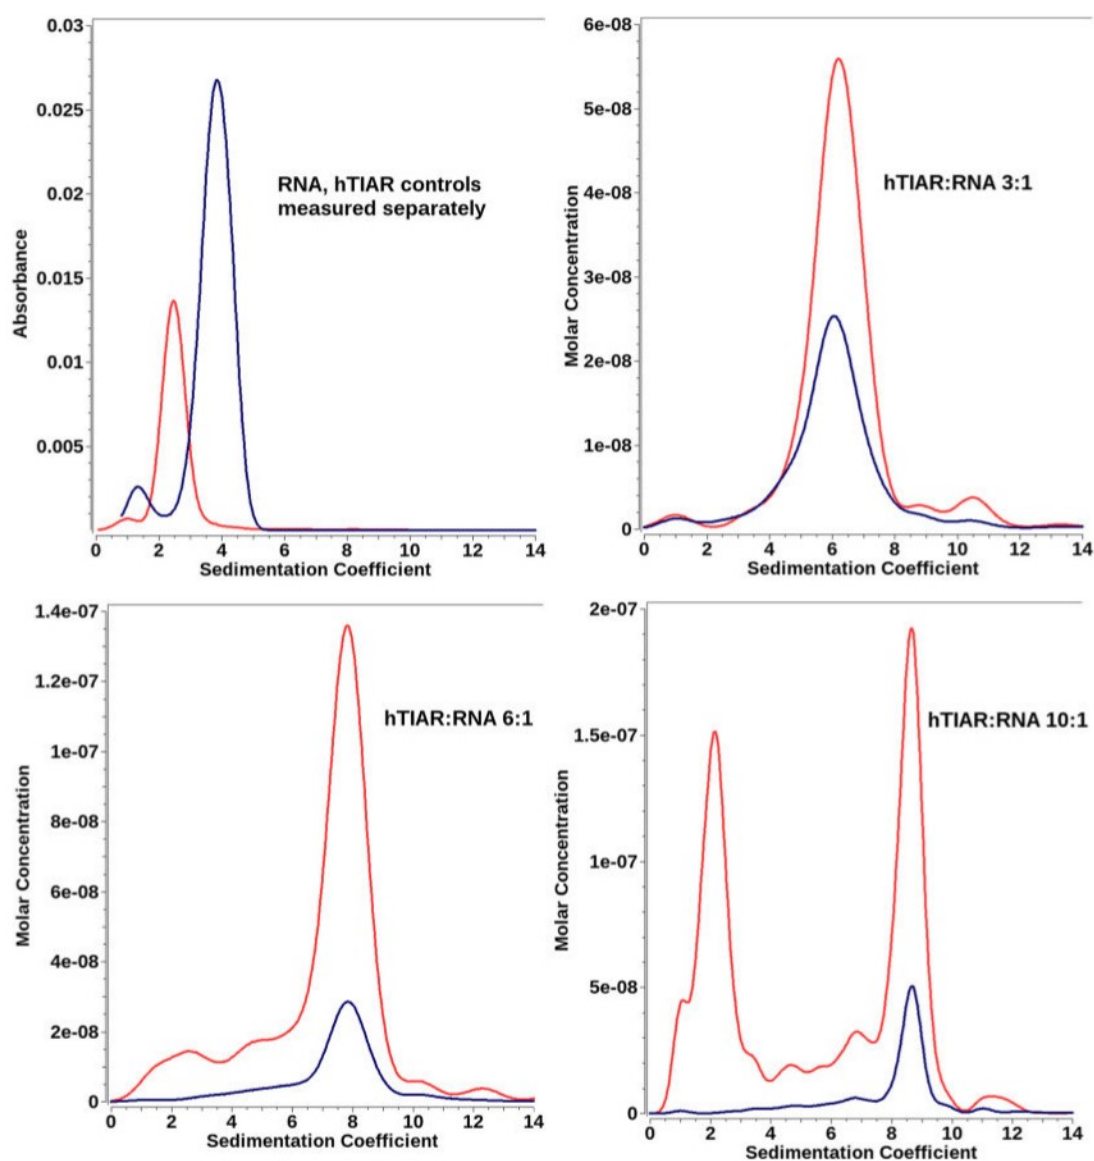 0.03
0.025
0.02
0.015
0.01
0.005
Absorbance
RNA, hTIAR controls
measured separately
0 2 4 6 8 10 12 14
Sedimentation Coefficient
6e-08
5e-08
4e-08
3e-08
2e-08
1e-08
0
Molar Concentration
hTIAR:RNA 3:1
0 2 4 6 8 10 12 14
Sedimentation Coefficient
1.4e-07
1.2e-07
1e-07
8e-08
6e-08
4e-08
2e-08
0
Molar Concentration
hTIAR:RNA 6:1
0 2 4 6 8 10 12 14
Sedimentation Coefficient
2e-07
1.5e-07
1e-07
5e-08
0
Molar Concentration
hTIAR:RNA 10:1
0 2 4 6 8 10 12 14
Sedimentation Coefficient